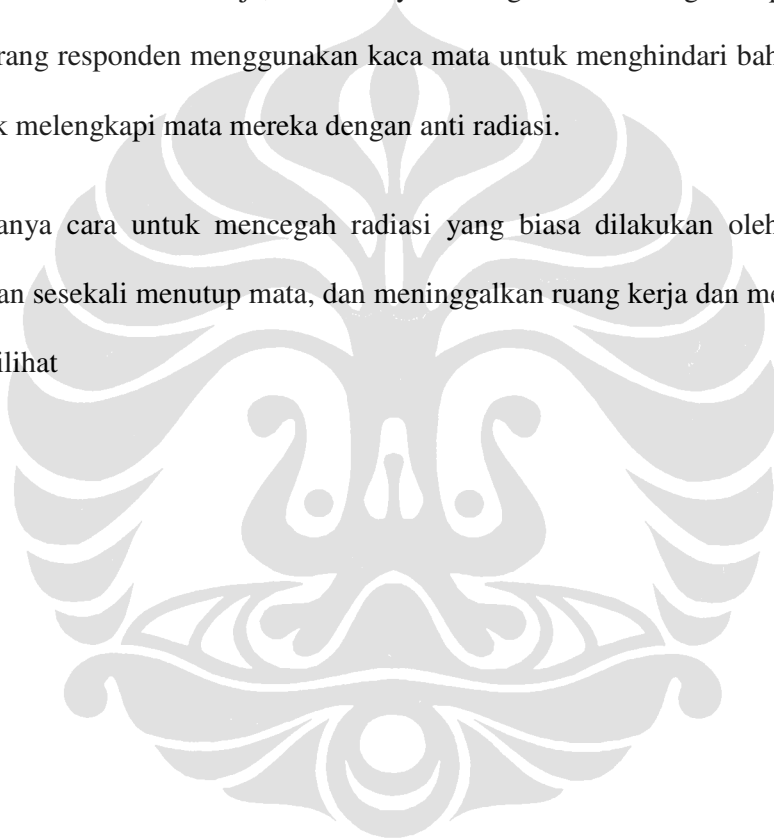 rang responden menggunakan kaca mata untuk menghindari bah
k melengkapi mata mereka dengan anti radiasi.
anya cara untuk mencegah radiasi yang biasa dilakukan oleh
an sesekali menutup mata, dan meninggalkan ruang kerja dan me
ilihat